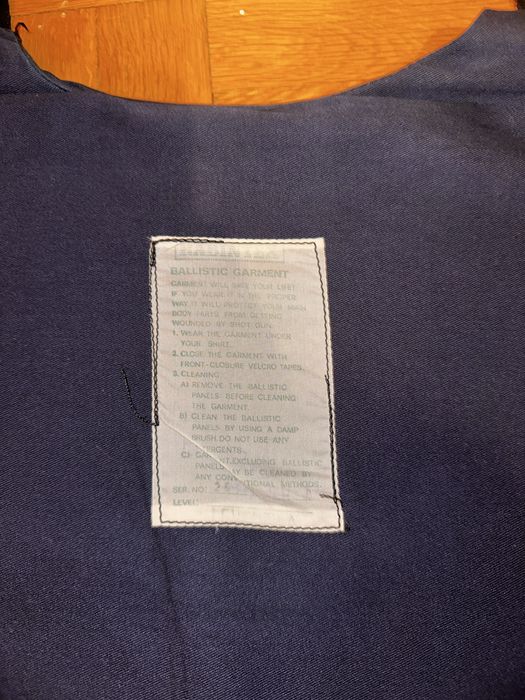 BALLISTIC GARMENT
GARMENT WILL SAVE YOUR LIFE!
IF YOU WEAR IT IN THE PROPER
WAY IT WILL PROTECT YOUR MAIN
BODY PARTS FROM GETTING
WOUNDED BY SHOT GUN.
1. WEAR THE GARMENT UNDER
YOUR SHIRT.
2. CLOSE THE GARMENT WITH
FRONT-CLOSURE VELCRO TAPES.
3. CLEANING
A) REMOVE THE BALLISTIC
PANELS BEFORE CLEANING
THE GARMENT.
B) CLEAN THE BALLISTIC
PANELS BY USING A DAMP
BRUSH. DO NOT USE ANY
DETERGENTS.
C) GARMENT, EXCLUDING BALLISTIC
PANELS MAY BE CLEANED BY
ANY CONVENTIONAL METHODS.
SER. NO:
LEVEL: